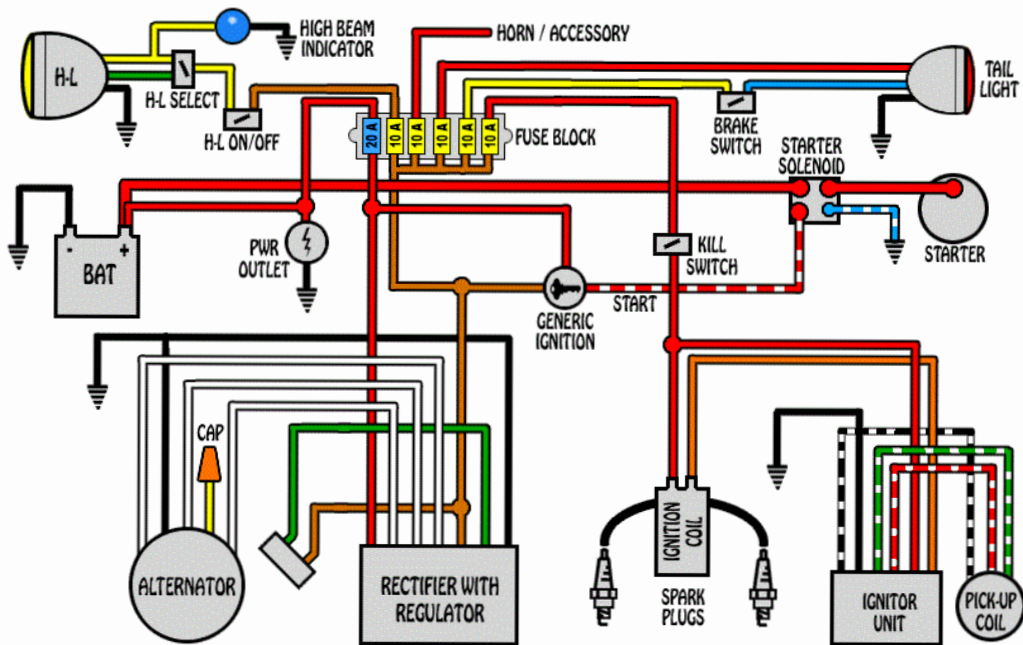 HIGH BEAM
INDICATOR
HORN / ACCESSORY
H-L
H-L SELECT
H-L ON/OFF
20 A
10 A
10 A
10 A
10 A
10 A
FUSE BLOCK
BRAKE
SWITCH
TAIL
LIGHT
STARTER
SOLENOID
STARTER
-
+
BAT
PWR
OUTLET
KILL
SWITCH
START
GENERIC
IGNITION
CAP
ALTERNATOR
RECTIFIER WITH
REGULATOR
IGNITION
COIL
SPARK
PLUGS
IGNITOR
UNIT
PICK-UP
COIL